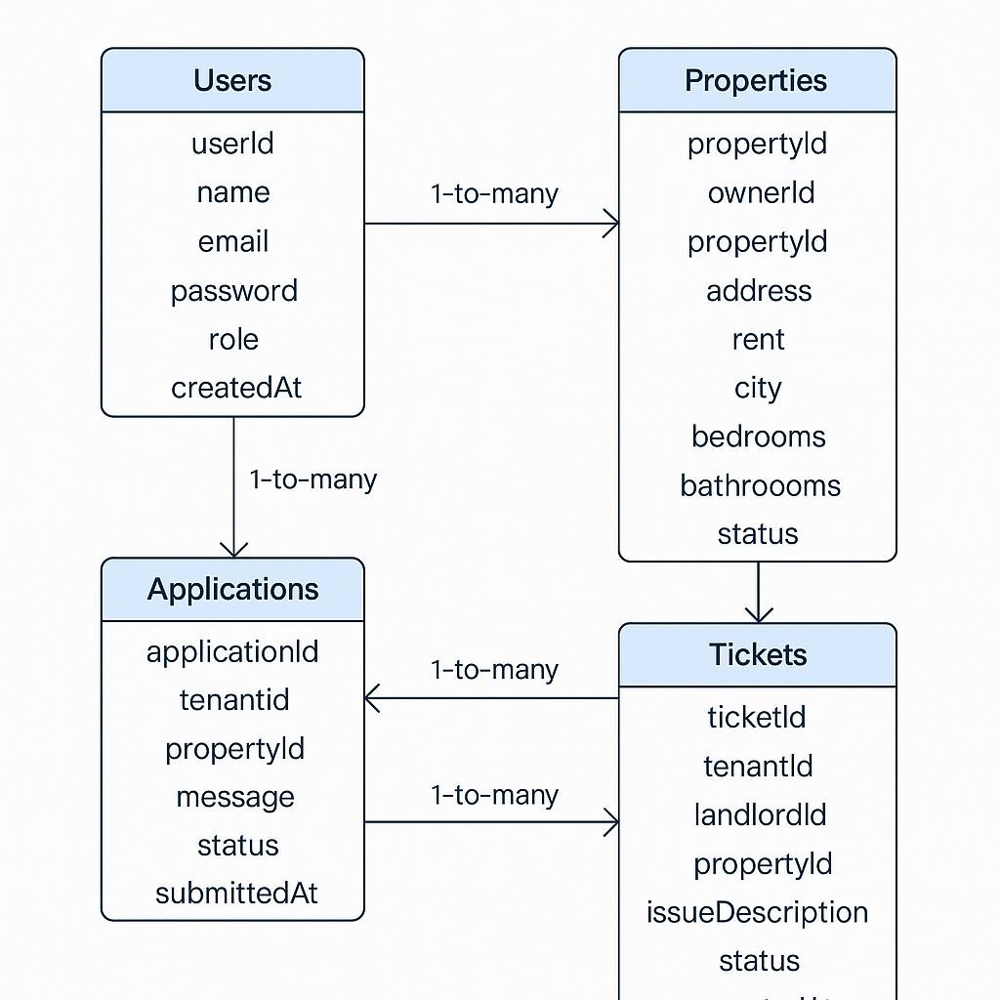 Users
userId
name
email
password
role
createdAt
1-to-many
Properties
propertyId
ownerId
propertyId
address
rent
city
bedrooms
bathroooms
status
1-to-many
Applications
applicationId
tenantid
propertyId
message
status
submittedAt
1-to-many
1-to-many
Tickets
ticketId
tenantId
landlordId
propertyId
issueDescription
status